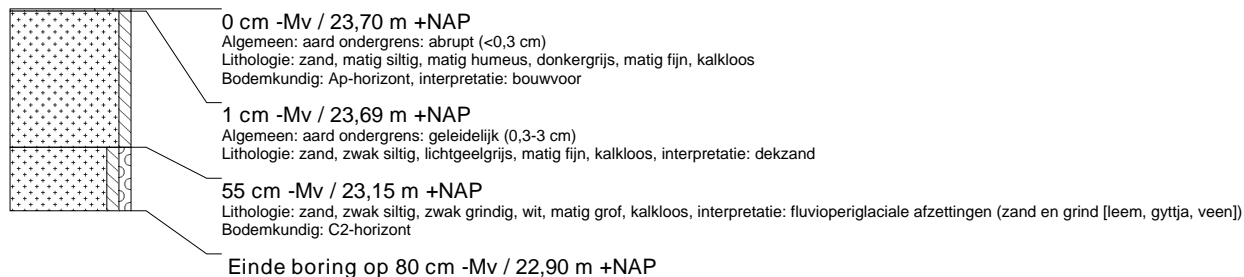 0 cm -Mv / 23,70 m +NAP
Algemeen: aard ondergrens: abrupt (<0,3 cm)
Lithologie: zand, matig siltig, matig humeus, donkergrijs, matig fijn, kalkloos
Bodemkundig: Ap-horizont, interpretatie: bouwvoor
1 cm -Mv / 23,69 m +NAP
Algemeen: aard ondergrens: geleidelijk (0,3-3 cm)
Lithologie: zand, zwak siltig, lichtgeelgrijs, matig fijn, kalkloos, interpretatie: dekzand
55 cm -Mv / 23,15 m +NAP
Lithologie: zand, zwak siltig, zwak grindig, wit, matig grof, kalkloos, interpretatie: fluvioperiglaciale afzettingen (zand en grind [leem, gyttja, veen])
Bodemkundig: C2-horizont
Einde boring op 80 cm -Mv / 22,90 m +NAP